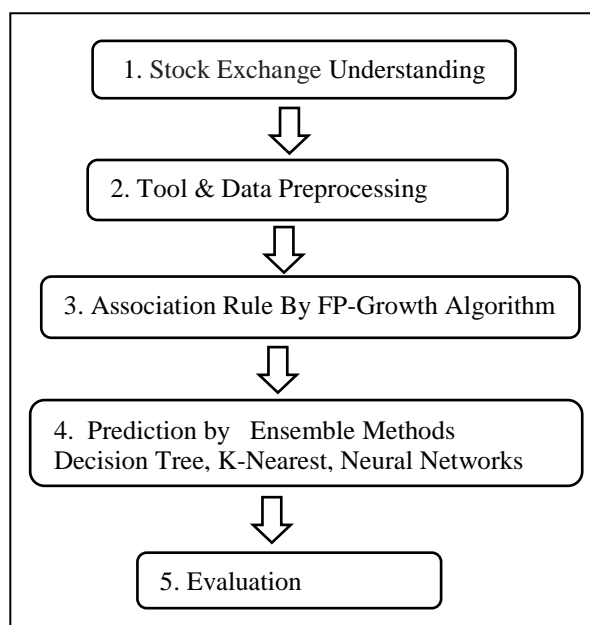 1. Stock Exchange Understanding
2. Tool & Data Preprocessing
3. Association Rule By FP-Growth Algorithm
4. Prediction by Ensemble Methods
Decision Tree, K-Nearest, Neural Networks
5. Evaluation